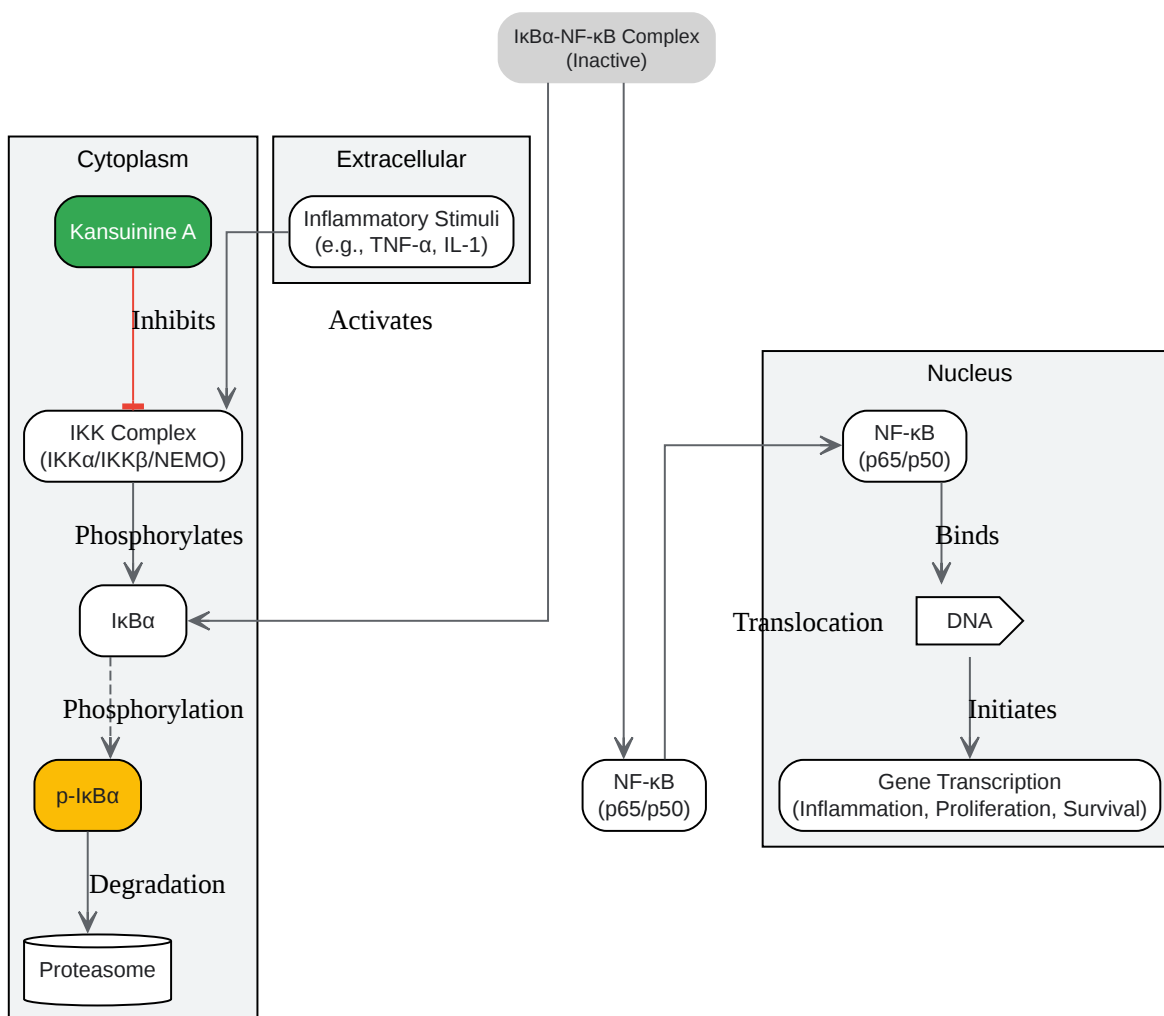 IκBα-NF-κB Complex
(Inactive)
Cytoplasm
Extracellular
Kansuinine A
Inflammatory Stimuli
(e.g., TNF-α, IL-1)
Inhibits
Activates
IKK Complex
(IKKα/IKKβ/NEMO)
Phosphorylates
IκBα
Phosphorylation
p-IκBα
Degradation
Proteasome
NF-κB
(p65/p50)
Translocation
Nucleus
NF-κB
(p65/p50)
Binds
DNA
Initiates
Gene Transcription
(Inflammation, Proliferation, Survival)